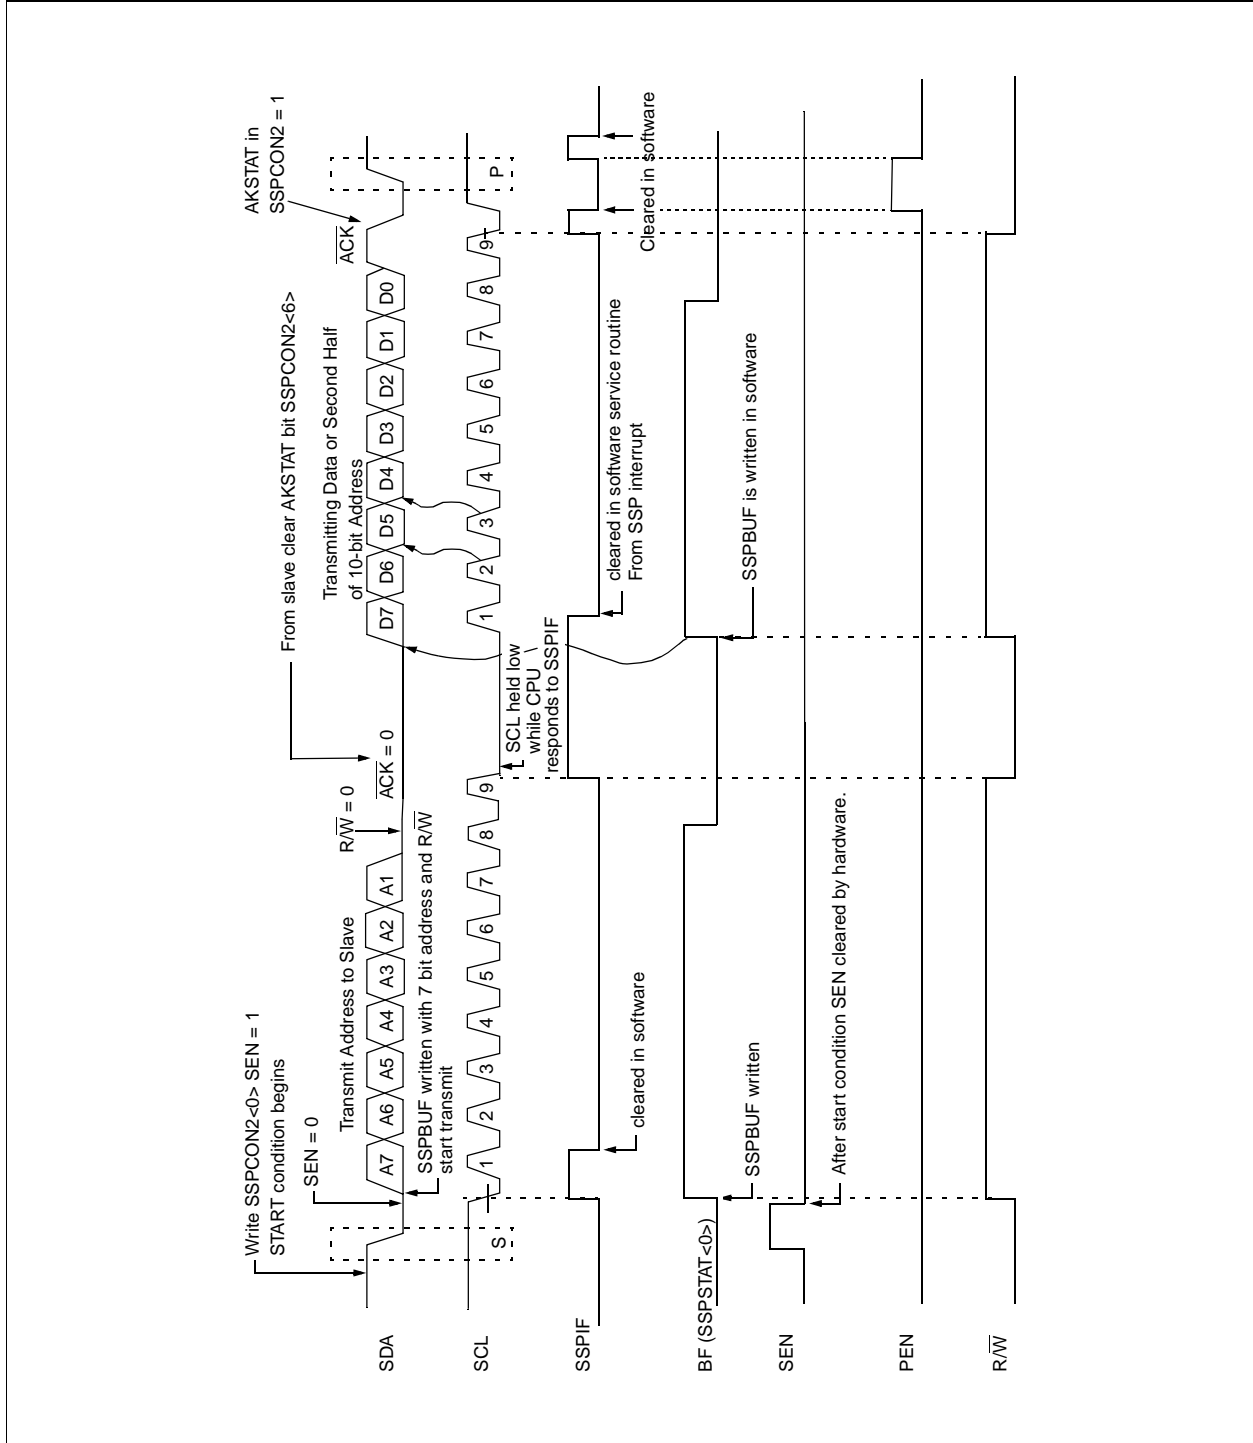 Write SSPCON2<0> SEN = 1
START condition begins
From slave clear AKSTAT bit SSPCON2<6>
AKSTAT in
SSPCON2 = 1
SEN = 0
Transmit Address to Slave
R/W = 0
ACK = 0
Transmitting Data or Second Half
of 10-bit Address
ACK
SDA
A7
A6
A5
A4
A3
A2
A1
D7
D6
D5
D4
D3
D2
D1
D0
SSPBUF written with 7 bit address and R/W
start transmit
SCL
S
1
2
3
4
5
6
7
8
9
1
2
3
4
5
6
7
8
9
P
SCL held low
while CPU
responds to SSPIF
SSPIF
cleared in software
cleared in software service routine
From SSP interrupt
Cleared in software
BF (SSPSTAT<0>)
SSPBUF written
SSPBUF is written in software
SEN
After start condition SEN cleared by hardware.
PEN
R/W